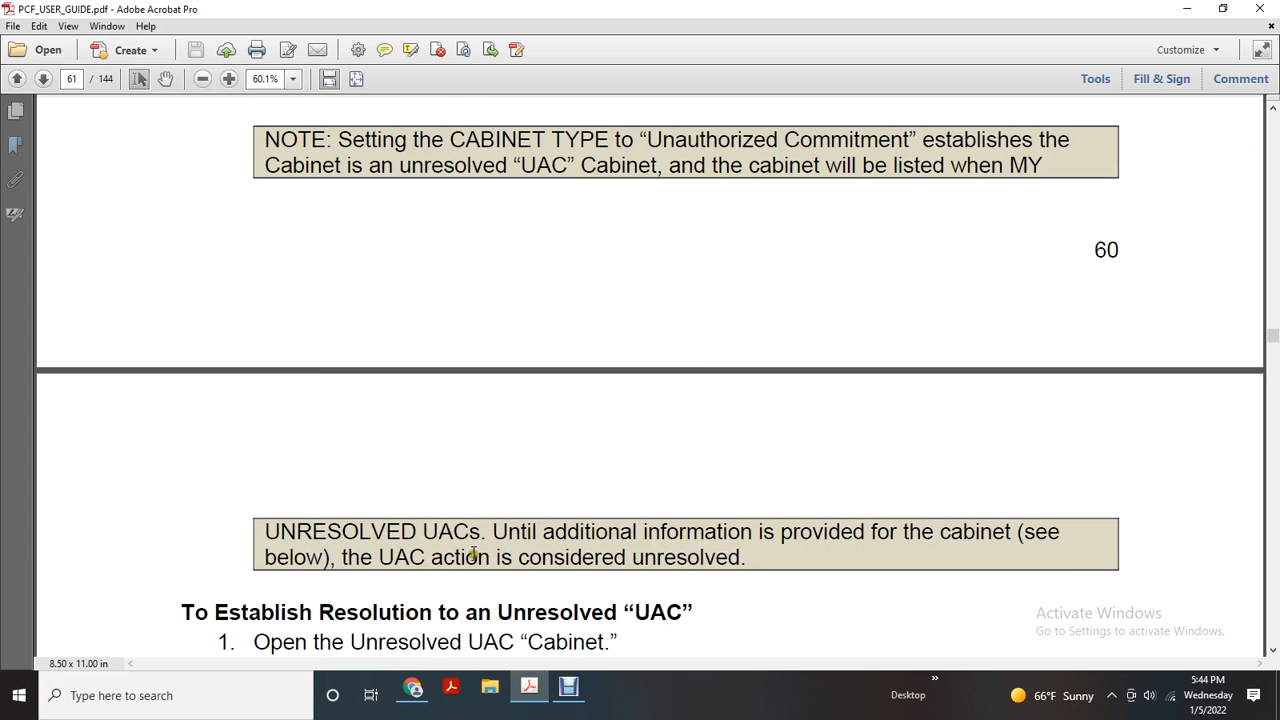 PCF_USER_GUIDE.pdf - Adobe Acrobat Pro
File Edit View Window Help
Open Create Customize
61 / 144 60.1% Tools Fill & Sign Comment
NOTE: Setting the CABINET TYPE to “Unauthorized Commitment” establishes the
Cabinet is an unresolved “UAC” Cabinet, and the cabinet will be listed when MY
60
UNRESOLVED UACs. Until additional information is provided for the cabinet (see
below), the UAC action is considered unresolved.
To Establish Resolution to an Unresolved “UAC”
1. Open the Unresolved UAC “Cabinet.”
Activate Windows
Go to Settings to activate Windows.
8.50 x 11.00 in
Type here to search
Desktop
66°F Sunny
5:44 PM
Wednesday
1/5/2022